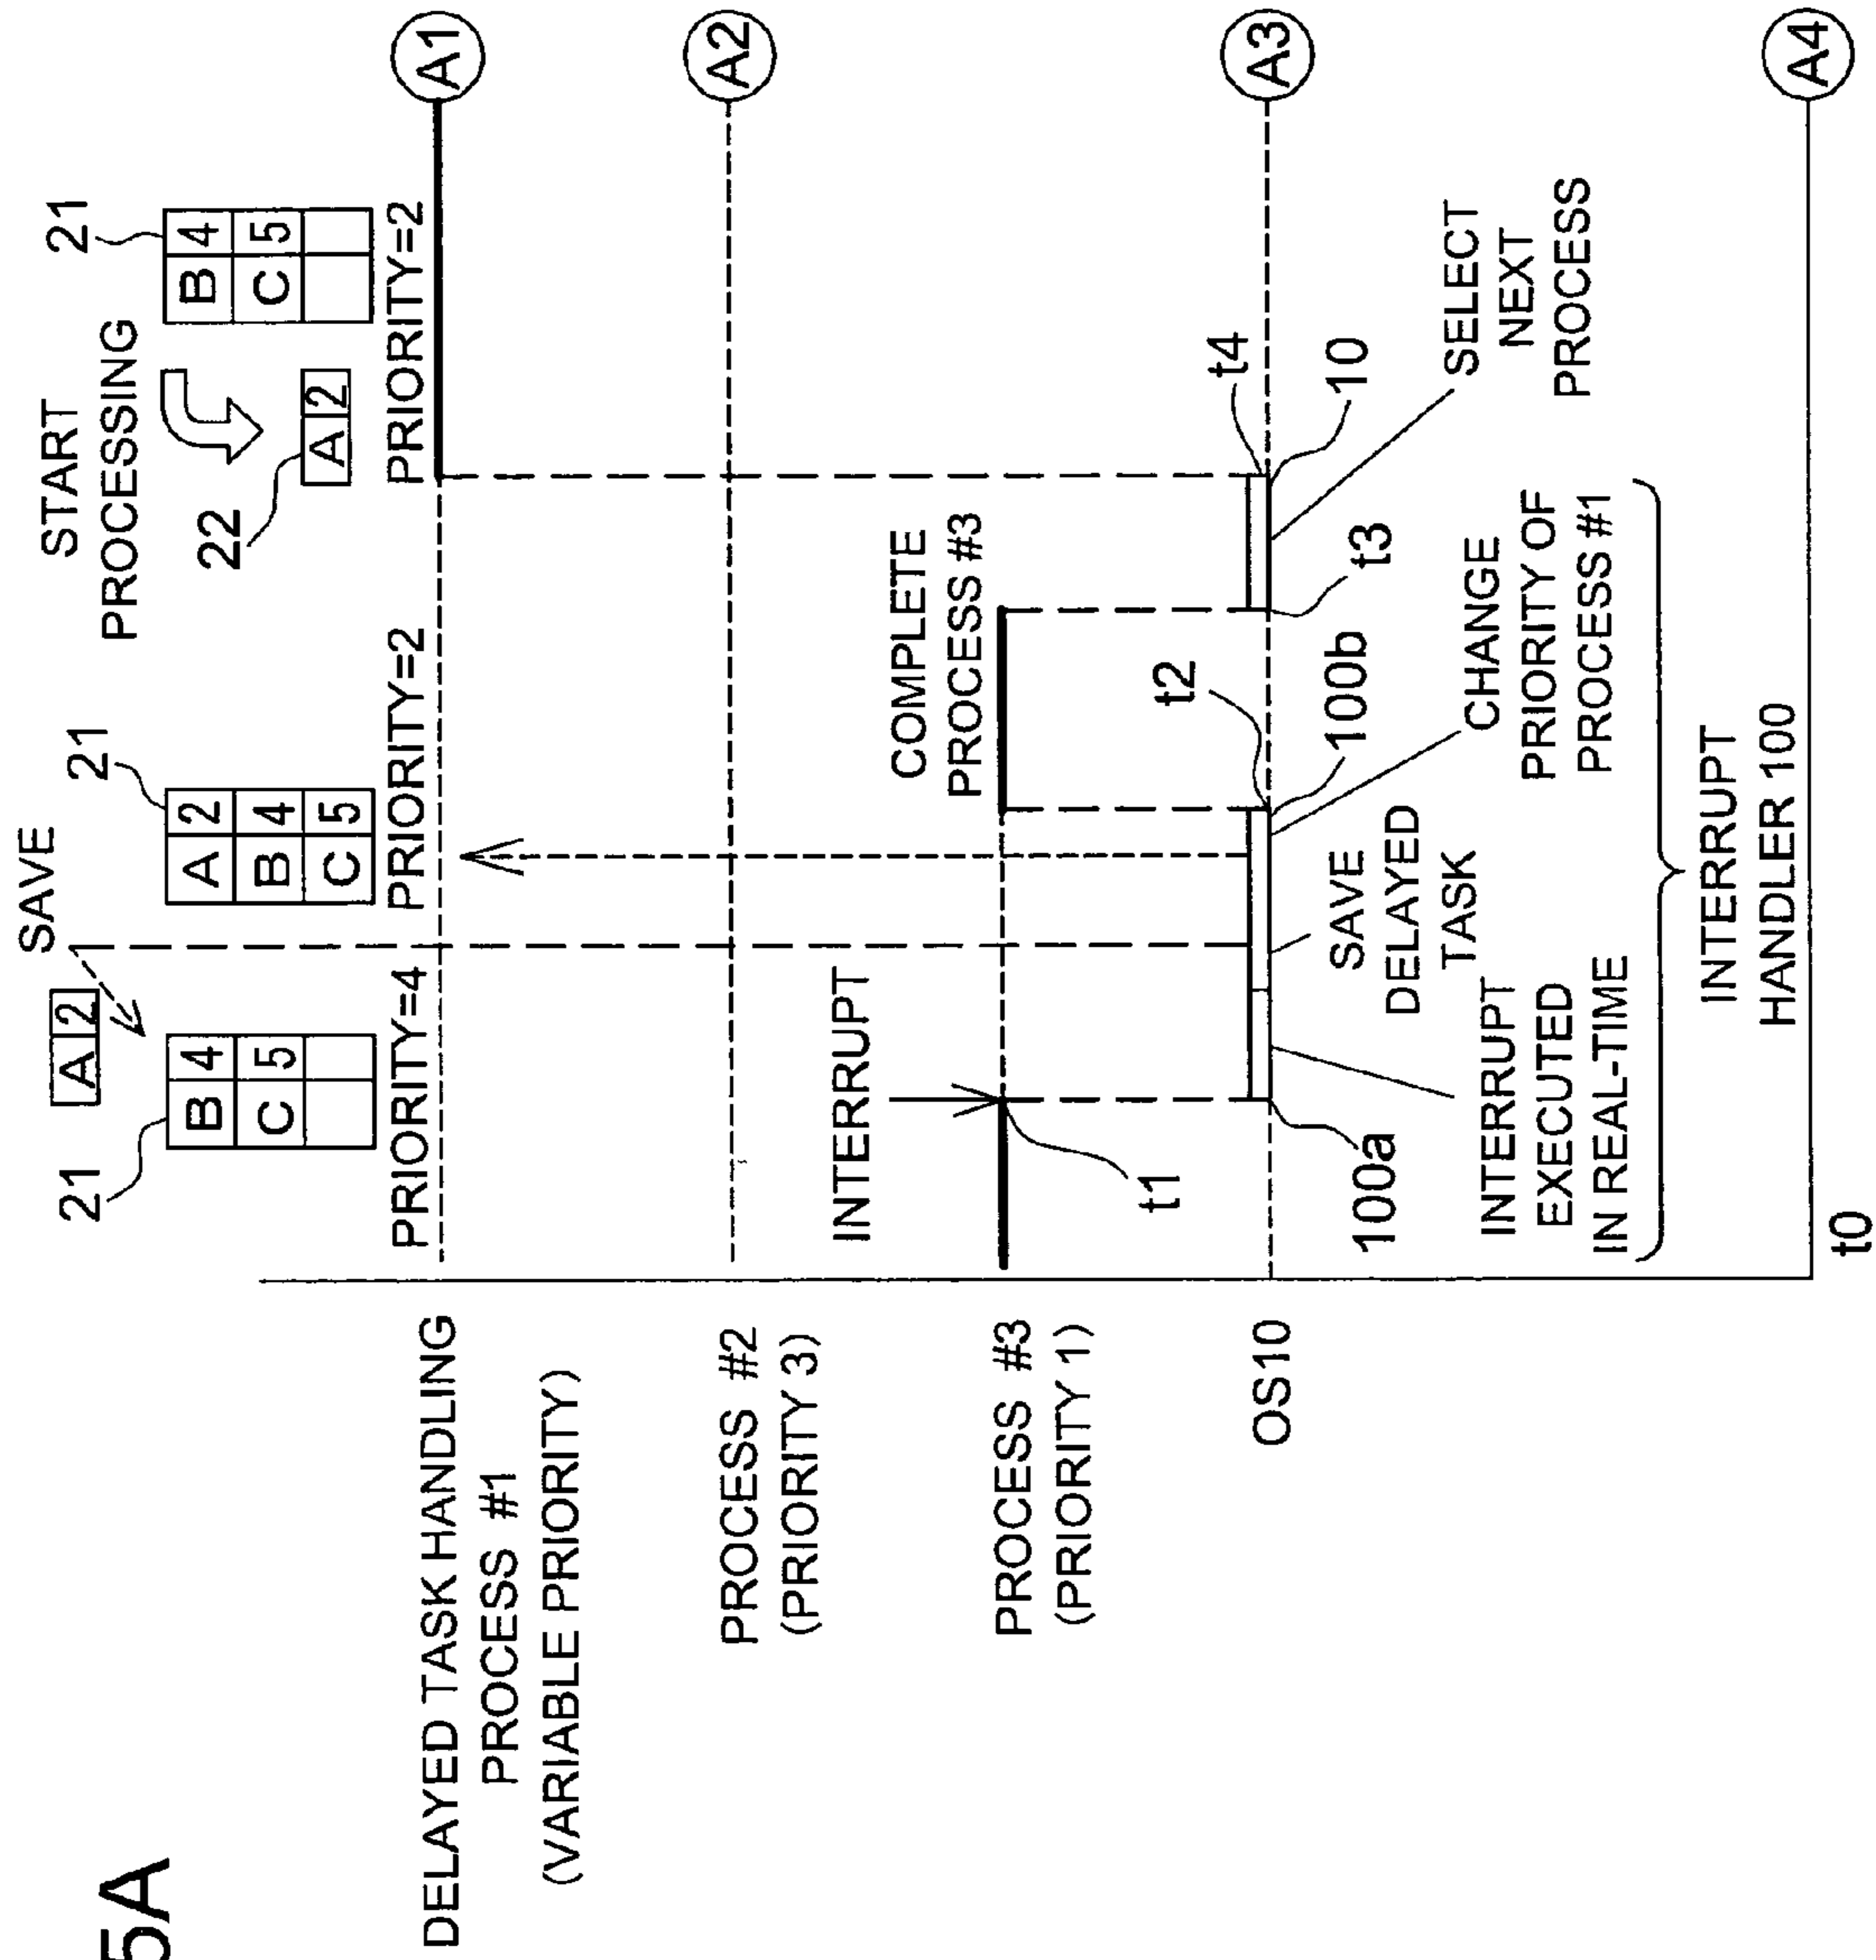 5A
SAVE
START
PROCESSING
21
A 2
B 4
C 5
21
A 2
B 4
C 5
22
A 2
21
B 4
C 5
PRIORITY=4
PRIORITY=2
PRIORITY=2
DELAYED TASK HANDLING
PROCESS #1
(VARIABLE PRIORITY)
A1
PROCESS #2
(PRIORITY 3)
A2
INTERRUPT
COMPLETE
PROCESS #3
PROCESS #3
(PRIORITY 1)
t1
t2
t4
OS10
A3
100a
100b
t3
10
INTERRUPT
EXECUTED
IN REAL-TIME
SAVE
DELAYED
TASK
CHANGE
PRIORITY OF
PROCESS #1
SELECT
NEXT
PROCESS
INTERRUPT
HANDLER 100
A4
t0